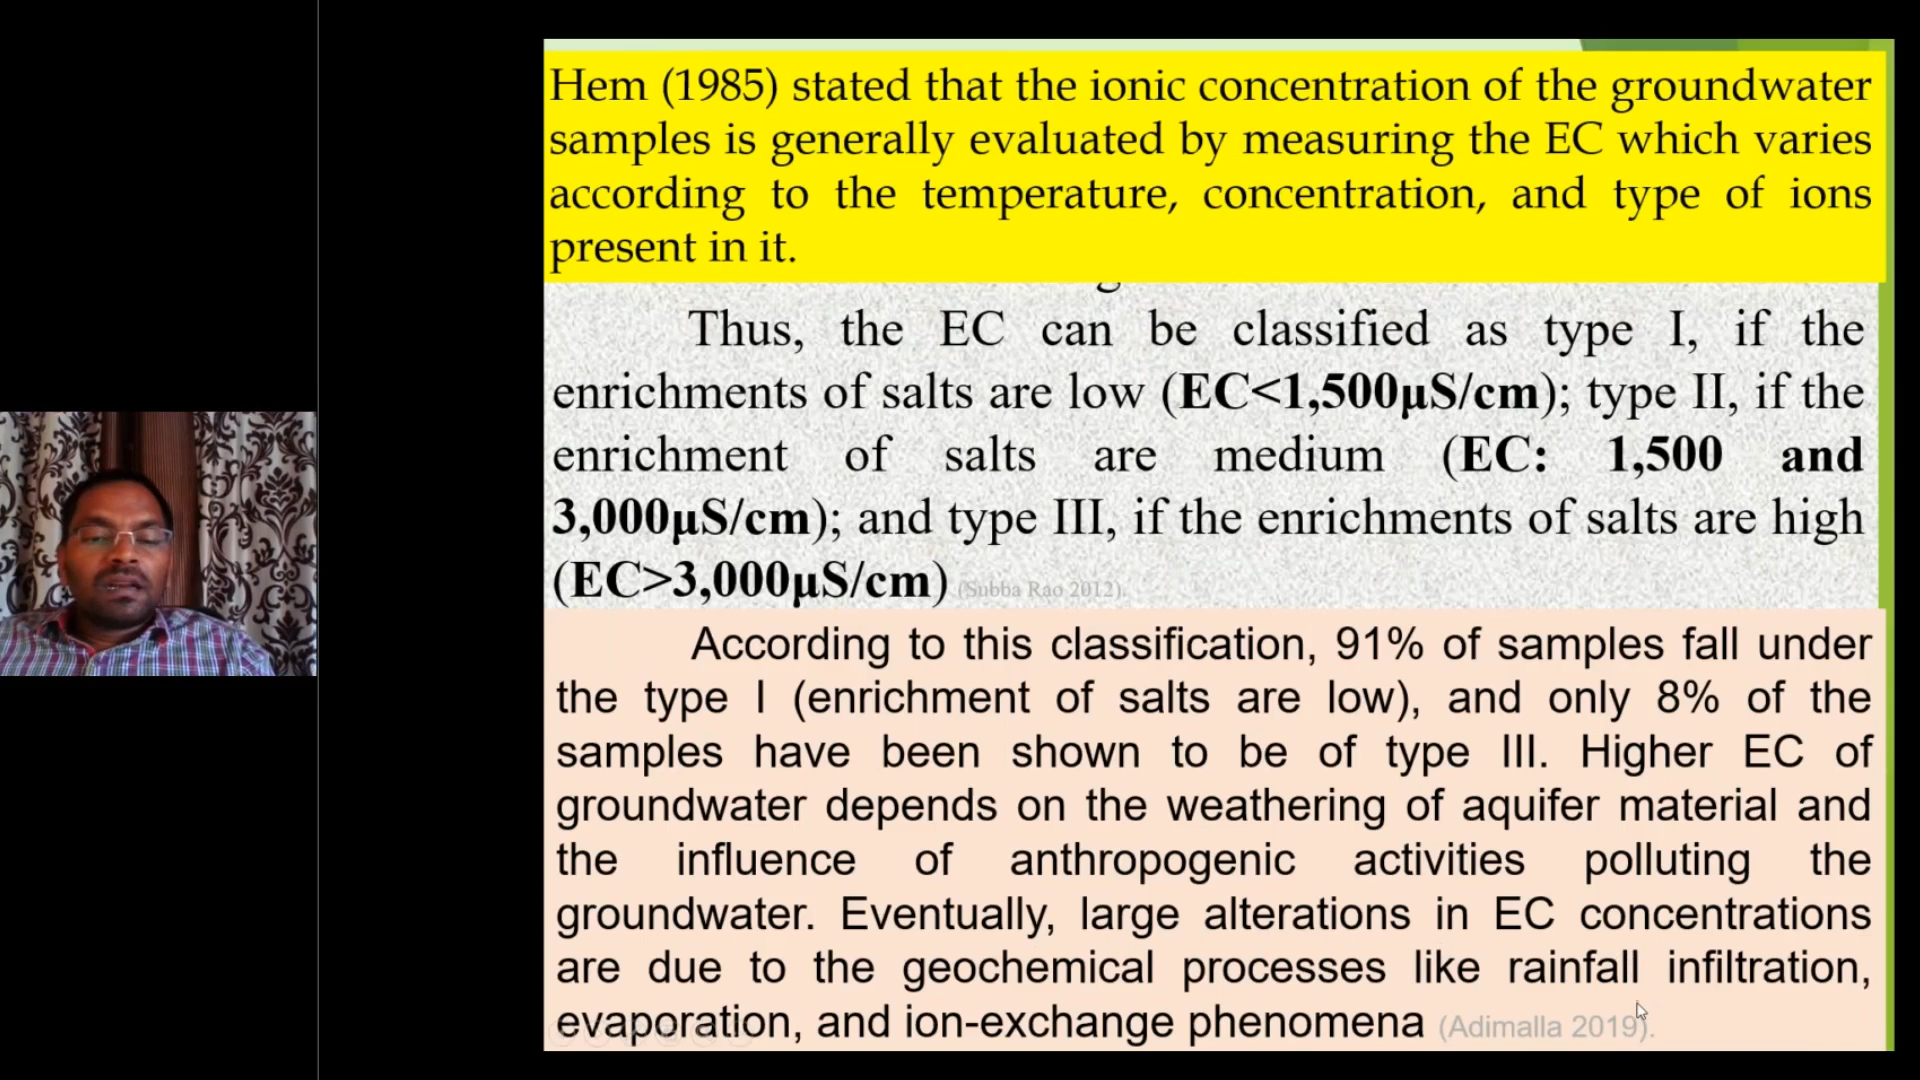 Hem (1985) stated that the ionic concentration of the groundwater
samples is generally evaluated by measuring the EC which varies
according to the temperature, concentration, and type of ions
present in it.
Thus, the EC can be classified as type I, if the
enrichments of salts are low (EC<1,500µS/cm); type II, if the
enrichment of salts are medium (EC: 1,500 and
3,000µS/cm); and type III, if the enrichments of salts are high
(EC>3,000µS/cm) (Subba Rao 2012).
According to this classification, 91% of samples fall under
the type I (enrichment of salts are low), and only 8% of the
samples have been shown to be of type III. Higher EC of
groundwater depends on the weathering of aquifer material and
the influence of anthropogenic activities polluting the
groundwater. Eventually, large alterations in EC concentrations
are due to the geochemical processes like rainfall infiltration,
evaporation, and ion-exchange phenomena (Adimalla 2019).